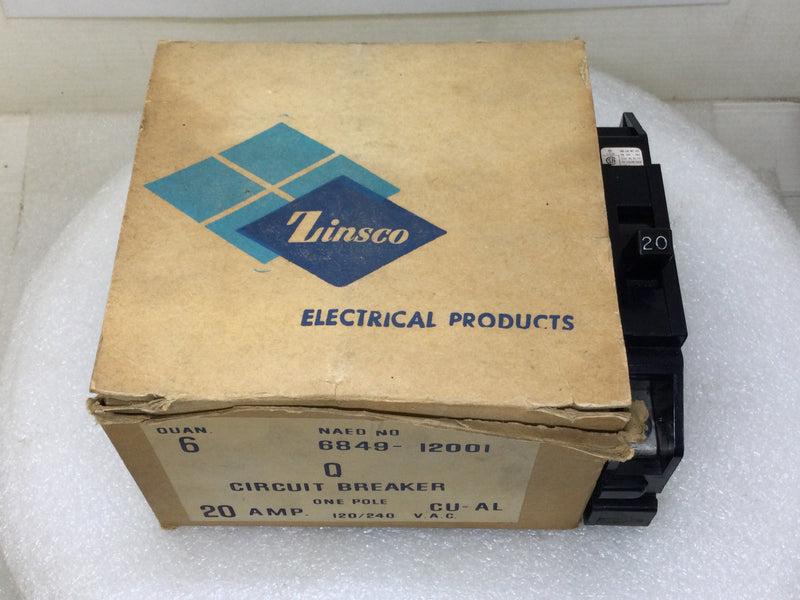 Zinsco
ELECTRICAL PRODUCTS
20
QUAN. NAED NO
6 6849-12001
Q
CIRCUIT BREAKER
ONE POLE
20 AMP. 120/240 V.A.C. CU-AL